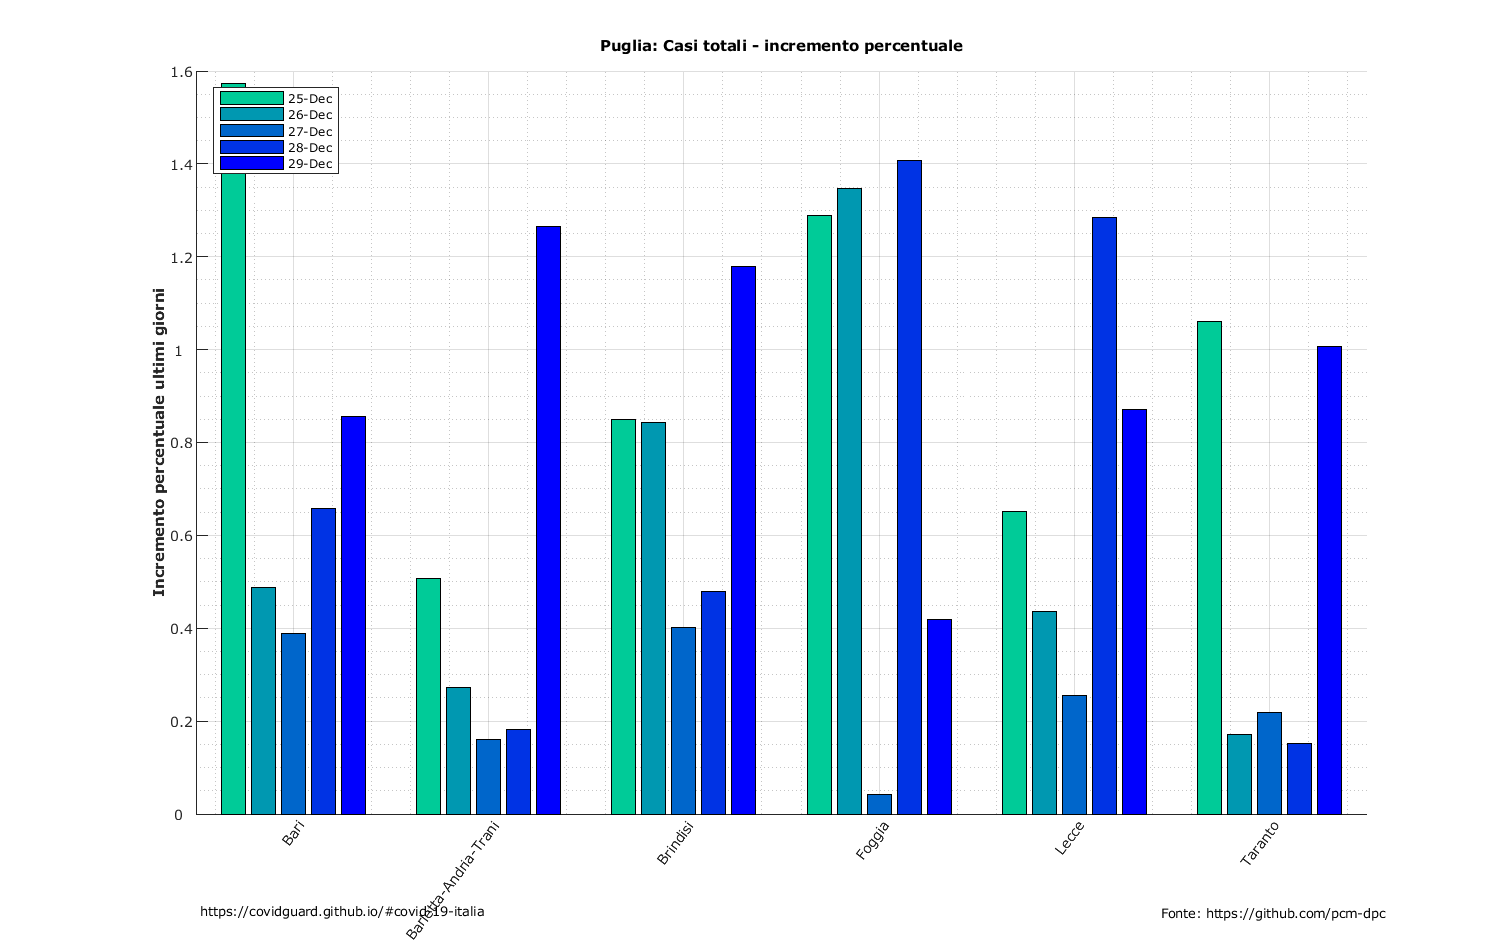 Puglia: Casi totali - incremento percentuale
Incremento percentuale ultimi giorni
1.6
1.4
1.2
1
0.8
0.6
0.4
0.2
0
25-Dec
26-Dec
27-Dec
28-Dec
29-Dec
Bari
Barletta-Andria-Trani
Brindisi
Foggia
Lecce
Taranto
https://covidguard.github.io/#covid-19-italia
Fonte: https://github.com/pcm-dpc